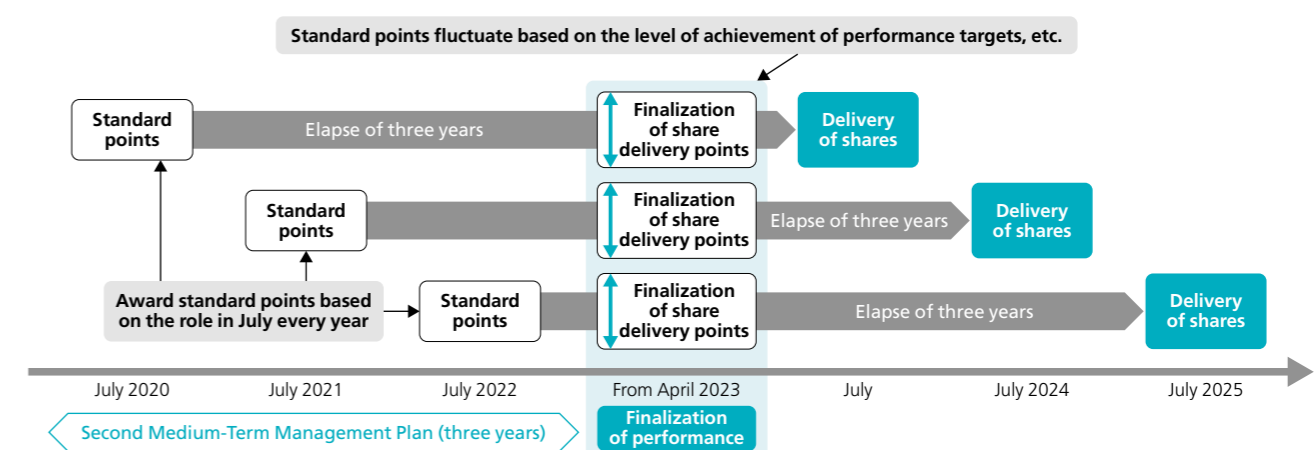 Standard points fluctuate based on the level of achievement of performance targets, etc.
Standard
points
Elapse of three years
Finalization
of share
delivery points
Delivery
of shares
Standard
points
Finalization
of share
delivery points
Elapse of three years
Delivery
of shares
Award standard points based
on the role in July every year
Standard
points
Finalization
of share
delivery points
Elapse of three years
Delivery
of shares
July 2020
July 2021
July 2022
From April 2023
July
July 2024
July 2025
Second Medium-Term Management Plan (three years)
Finalization
of performance